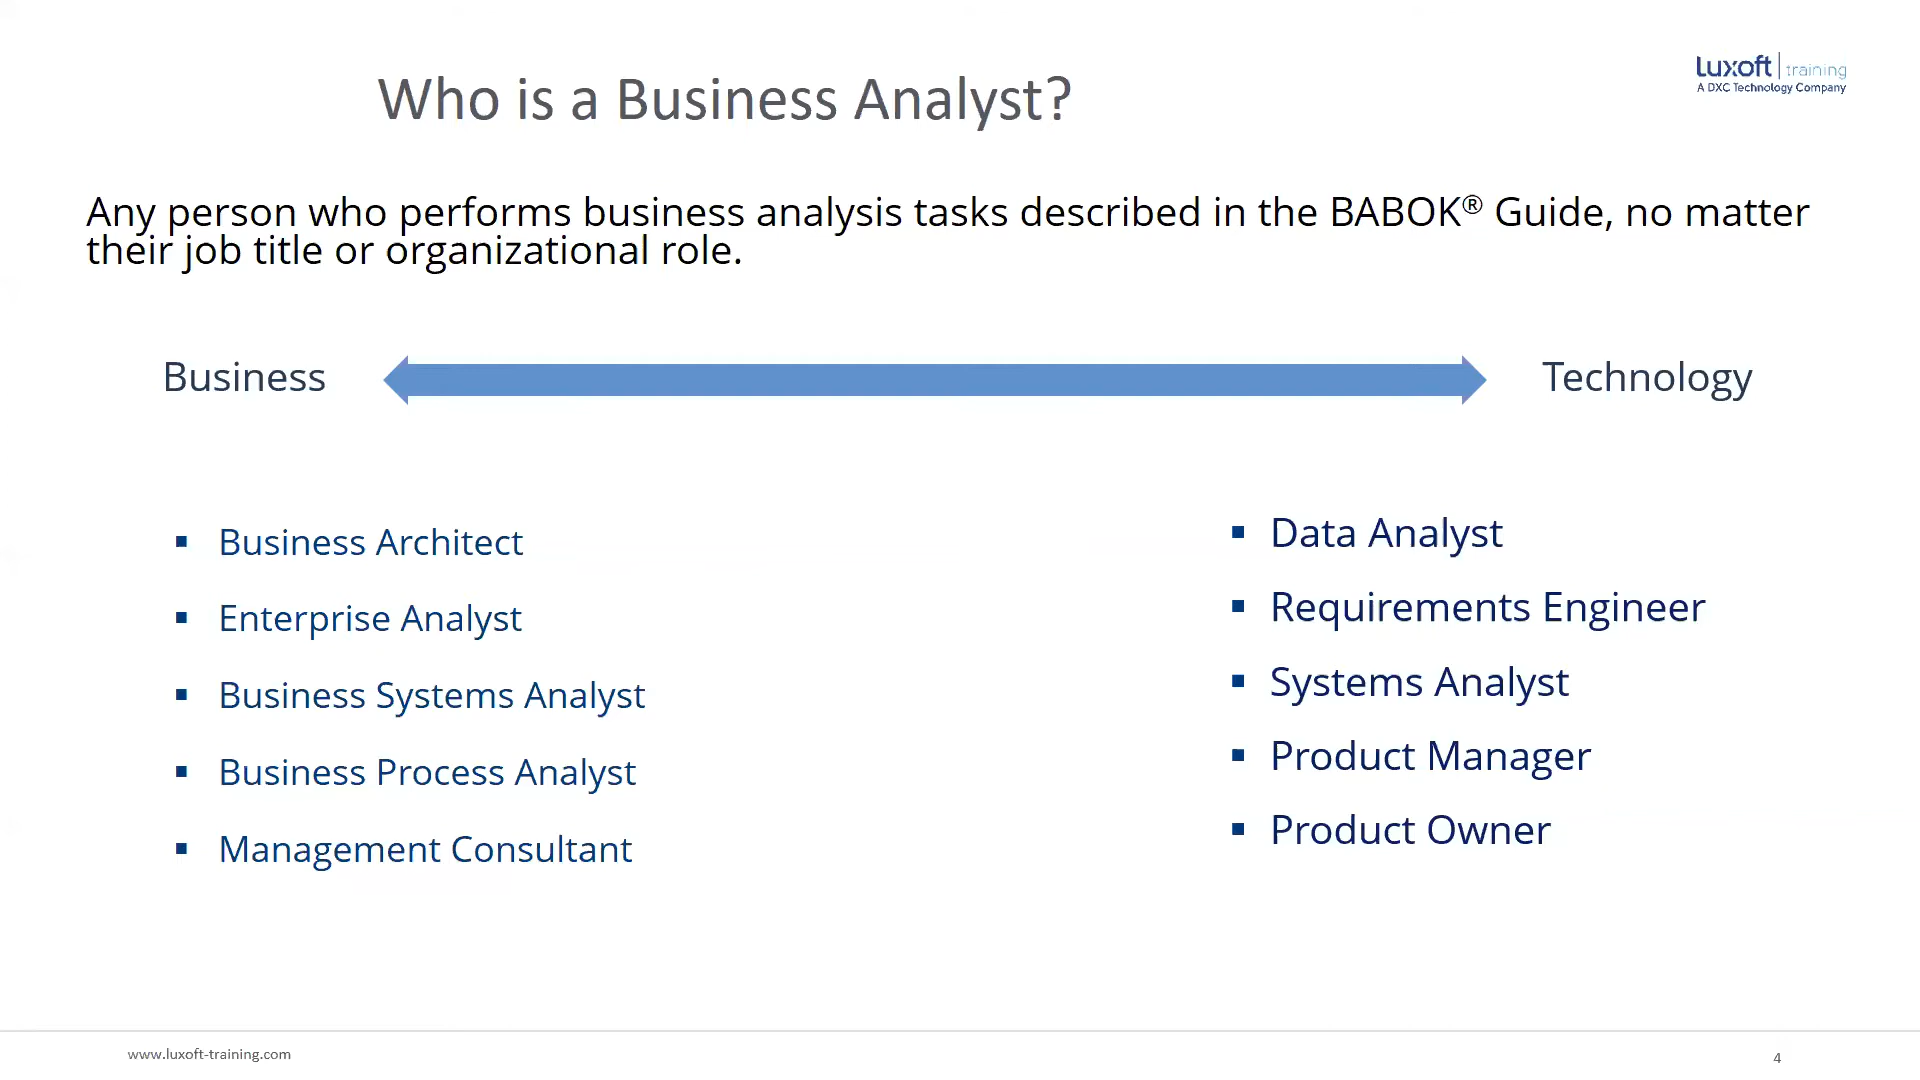 luxoft training
A DXC Technology Company
Who is a Business Analyst?
Any person who performs business analysis tasks described in the BABOK® Guide, no matter
their job title or organizational role.
Business
Technology
▪ Business Architect
▪ Enterprise Analyst
▪ Business Systems Analyst
▪ Business Process Analyst
▪ Management Consultant
▪ Data Analyst
▪ Requirements Engineer
▪ Systems Analyst
▪ Product Manager
▪ Product Owner
www.luxoft-training.com
4